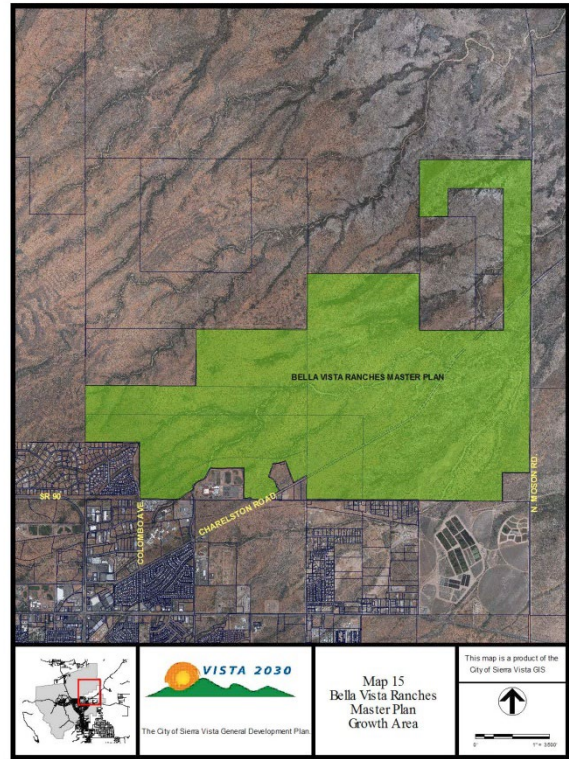 BELLA VISTA RANCHES MASTER PLAN
SR 90
COLOMBO AVE.
CHARELSTON ROAD
N. MOSON RD.
VISTA 2030
The City of Sierra Vista General Development Plan
Map 15
Bella Vista Ranches
Master Plan
Growth Area
This map is a product of the
City of Sierra Vista GIS
0'